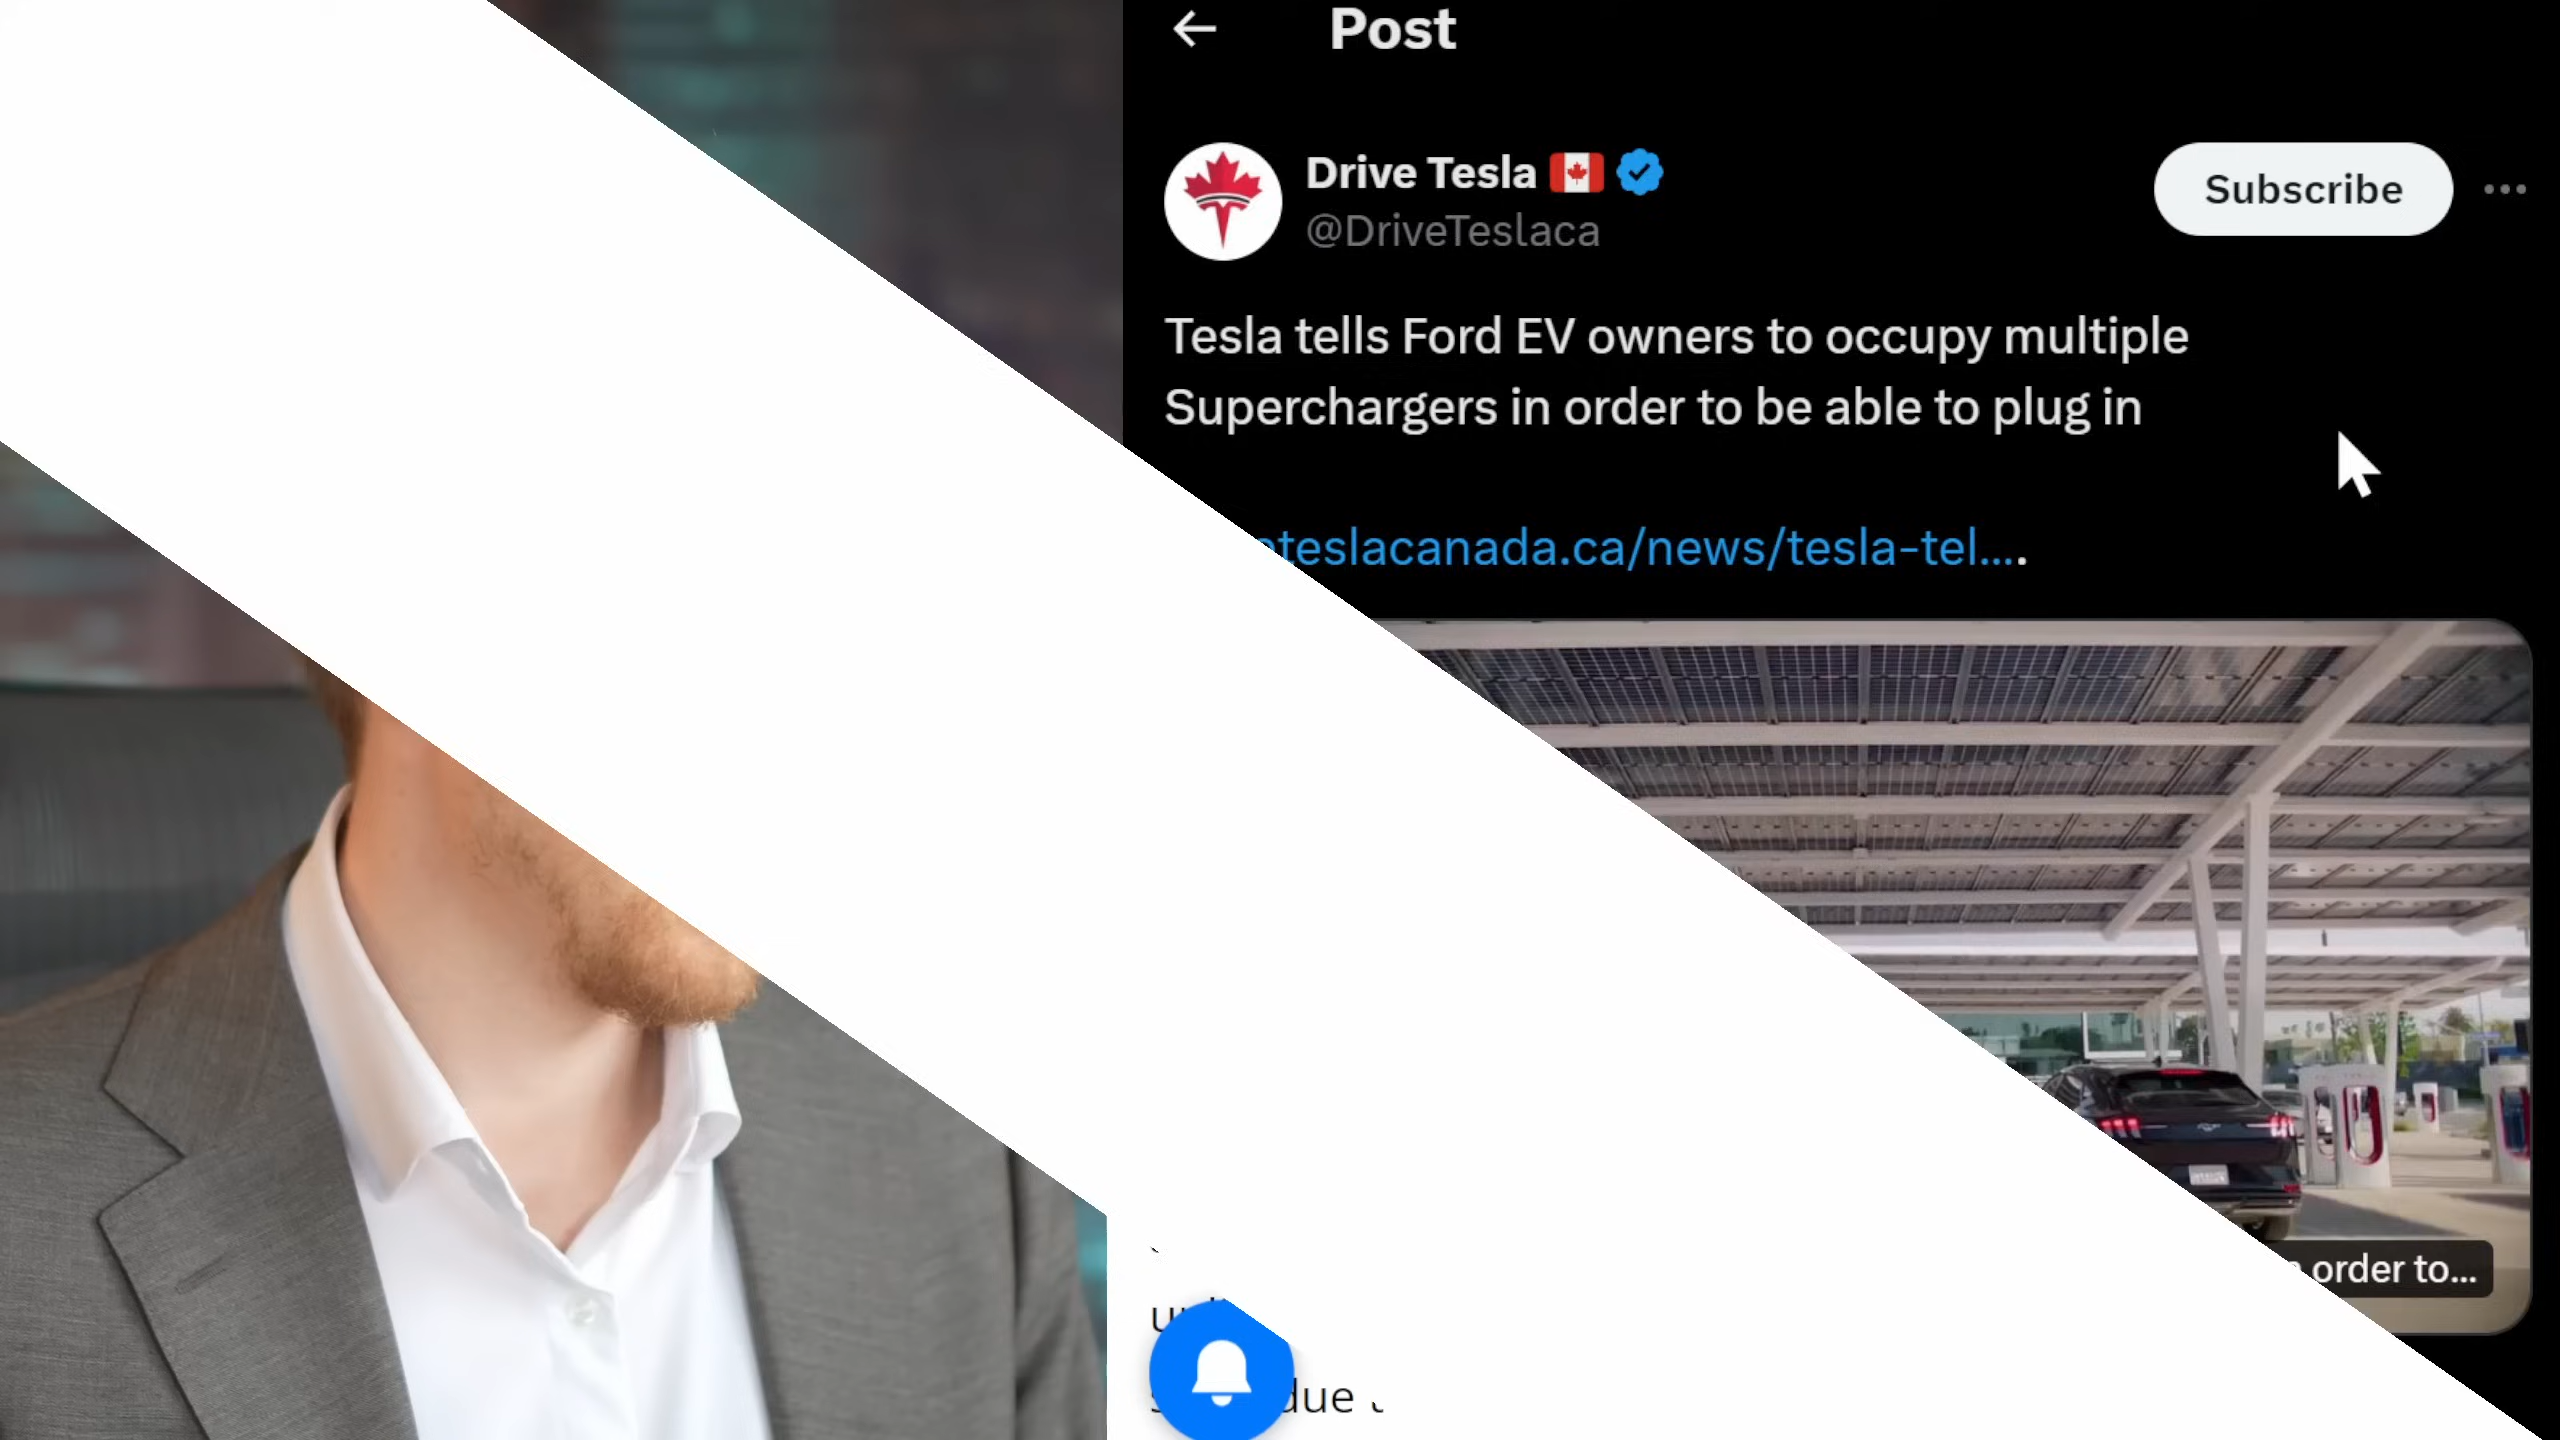 Post
Drive Tesla
@DriveTeslaca
Subscribe
Tesla tells Ford EV owners to occupy multiple
Superchargers in order to be able to plug in
teslacanada.ca/news/tesla-tel....
order to...
due